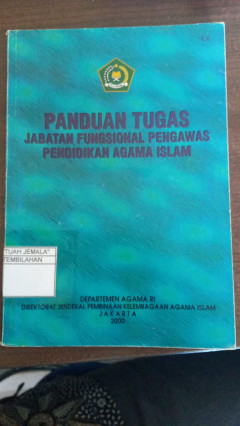 PANDUAN TUGAS
JABATAN FUNGSIONAL PENGAWAS
PENDIDIKAN AGAMA ISLAM
TUAH JEMALA"
TEMBILAHAN
DEPARTEMEN AGAMA RI
DIREKTORAT JENDERAL PEMBINAAN KELEMBAGAAN AGAMA ISLAM
JAKARTA
2000